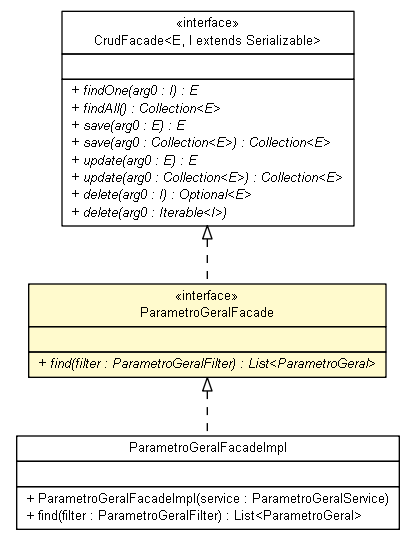 «interface»
CrudFacade<E, I extends Serializable>
+ findOne(arg0 : I) : E
+ findAll() : Collection<E>
+ save(arg0 : E) : E
+ save(arg0 : Collection<E>) : Collection<E>
+ update(arg0 : E) : E
+ update(arg0 : Collection<E>) : Collection<E>
+ delete(arg0 : I) : Optional<E>
+ delete(arg0 : Iterable<I>)
«interface»
ParametroGeralFacade
+ find(filter : ParametroGeralFilter) : List<ParametroGeral>
ParametroGeralFacadeImpl
+ ParametroGeralFacadeImpl(service : ParametroGeralService)
+ find(filter : ParametroGeralFilter) : List<ParametroGeral>